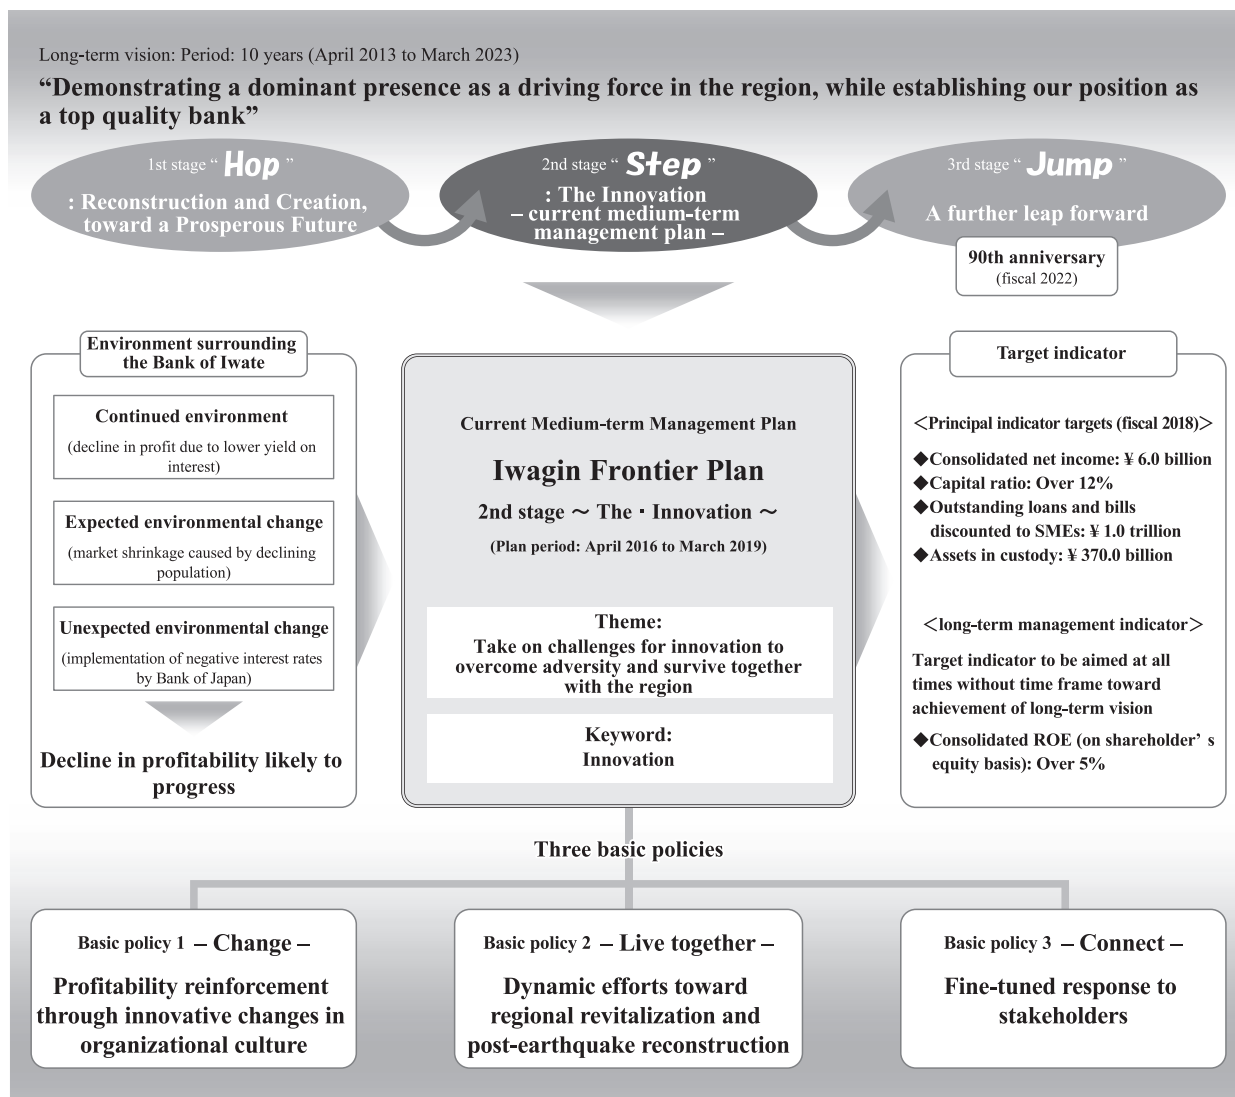 Long-term vision: Period: 10 years (April 2013 to March 2023)
“Demonstrating a dominant presence as a driving force in the region, while establishing our position as
a top quality bank”
1st stage “ Hop ”
: Reconstruction and Creation,
toward a Prosperous Future
2nd stage “ Step ”
: The Innovation
– current medium-term
management plan –
3rd stage “ Jump ”
A further leap forward
90th anniversary
(fiscal 2022)
Environment surrounding
the Bank of Iwate
Continued environment
(decline in profit due to lower yield on
interest)
Expected environmental change
(market shrinkage caused by declining
population)
Unexpected environmental change
(implementation of negative interest rates
by Bank of Japan)
Decline in profitability likely to
progress
Current Medium-term Management Plan
Iwagin Frontier Plan
2nd stage ～ The・Innovation ～
(Plan period: April 2016 to March 2019)
Theme:
Take on challenges for innovation to
overcome adversity and survive together
with the region
Keyword:
Innovation
Target indicator
＜Principal indicator targets (fiscal 2018)＞
◆Consolidated net income: ¥ 6.0 billion
◆Capital ratio: Over 12%
◆Outstanding loans and bills
discounted to SMEs: ¥ 1.0 trillion
◆Assets in custody: ¥ 370.0 billion
＜long-term management indicator＞
Target indicator to be aimed at all
times without time frame toward
achievement of long-term vision
◆Consolidated ROE (on shareholder’ s
equity basis): Over 5%
Three basic policies
Basic policy 1 – Change –
Profitability reinforcement
through innovative changes in
organizational culture
Basic policy 2 – Live together –
Dynamic efforts toward
regional revitalization and
post-earthquake reconstruction
Basic policy 3 – Connect –
Fine-tuned response to
stakeholders